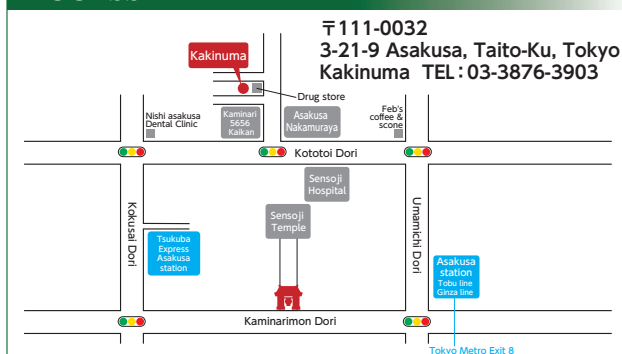 〒111-0032
3-21-9 Asakusa, Taito-Ku, Tokyo
Kakinuma TEL：03-3876-3903
Kakinuma
Drug store
Nishi asakusa
Dental Clinic
Kaminari
5656
Kaikan
Asakusa
Nakamuraya
Feb's
coffee &
scone
Kototoi Dori
Sensoji
Hospital
Sensoji
Temple
Kokusai Dori
Tsukuba
Express
Asakusa
station
Umamichi Dori
Asakusa
station
Tobu line
Ginza line
Kaminarimon Dori
Tokyo Metro Exit 8